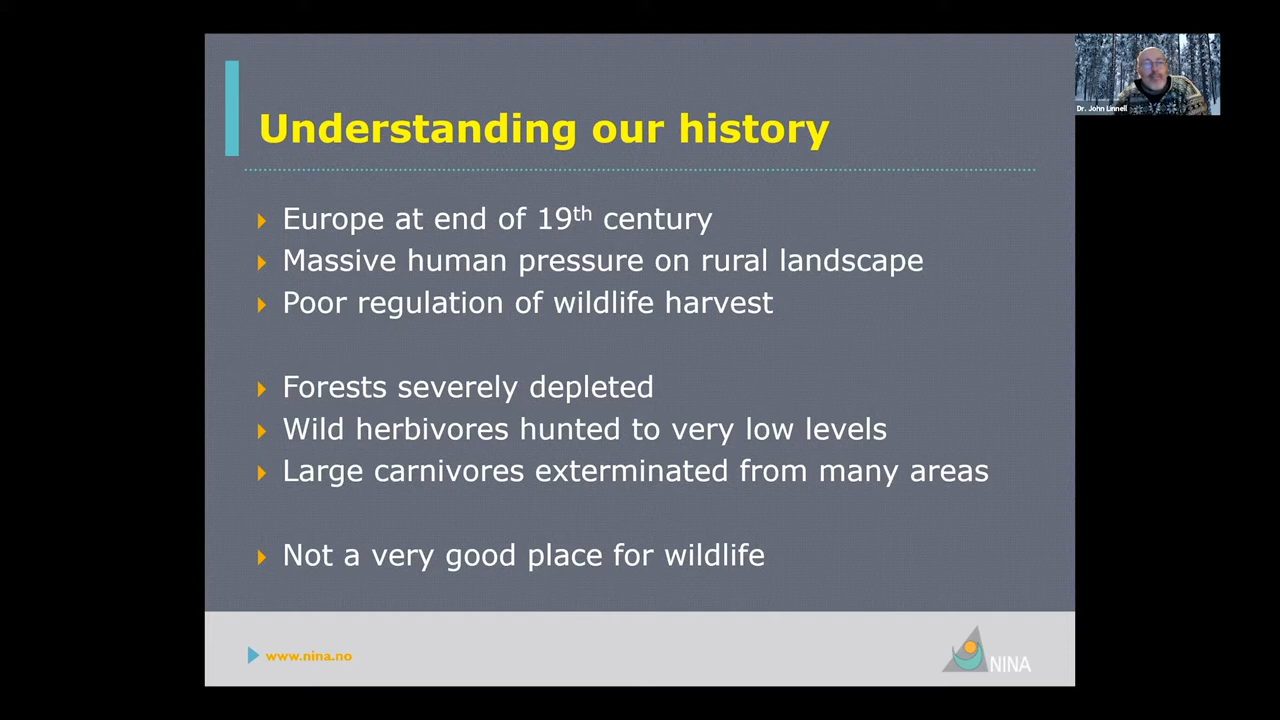 Understanding our history
Europe at end of 19th century
Massive human pressure on rural landscape
Poor regulation of wildlife harvest
Forests severely depleted
Wild herbivores hunted to very low levels
Large carnivores exterminated from many areas
Not a very good place for wildlife
www.nina.no
NINA
Dr. John Linnell